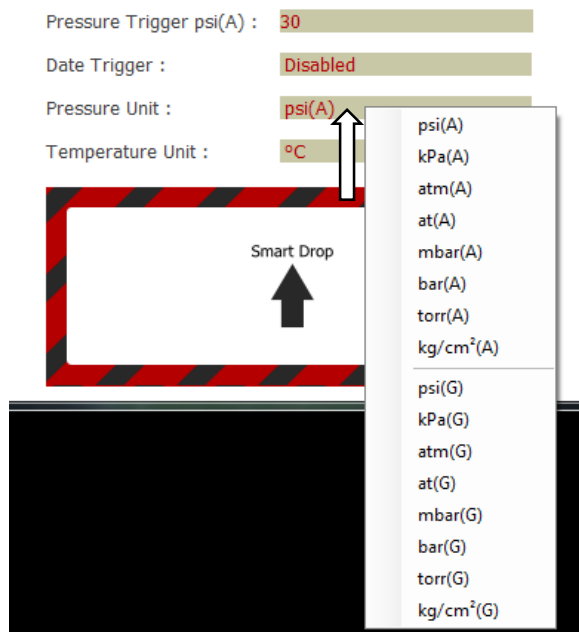 Pressure Trigger psi(A) : 30
Date Trigger : Disabled
Pressure Unit : psi(A)
Temperature Unit : °C
Smart Drop
psi(A)
kPa(A)
atm(A)
at(A)
mbar(A)
bar(A)
torr(A)
kg/cm²(A)
psi(G)
kPa(G)
atm(G)
at(G)
mbar(G)
bar(G)
torr(G)
kg/cm²(G)